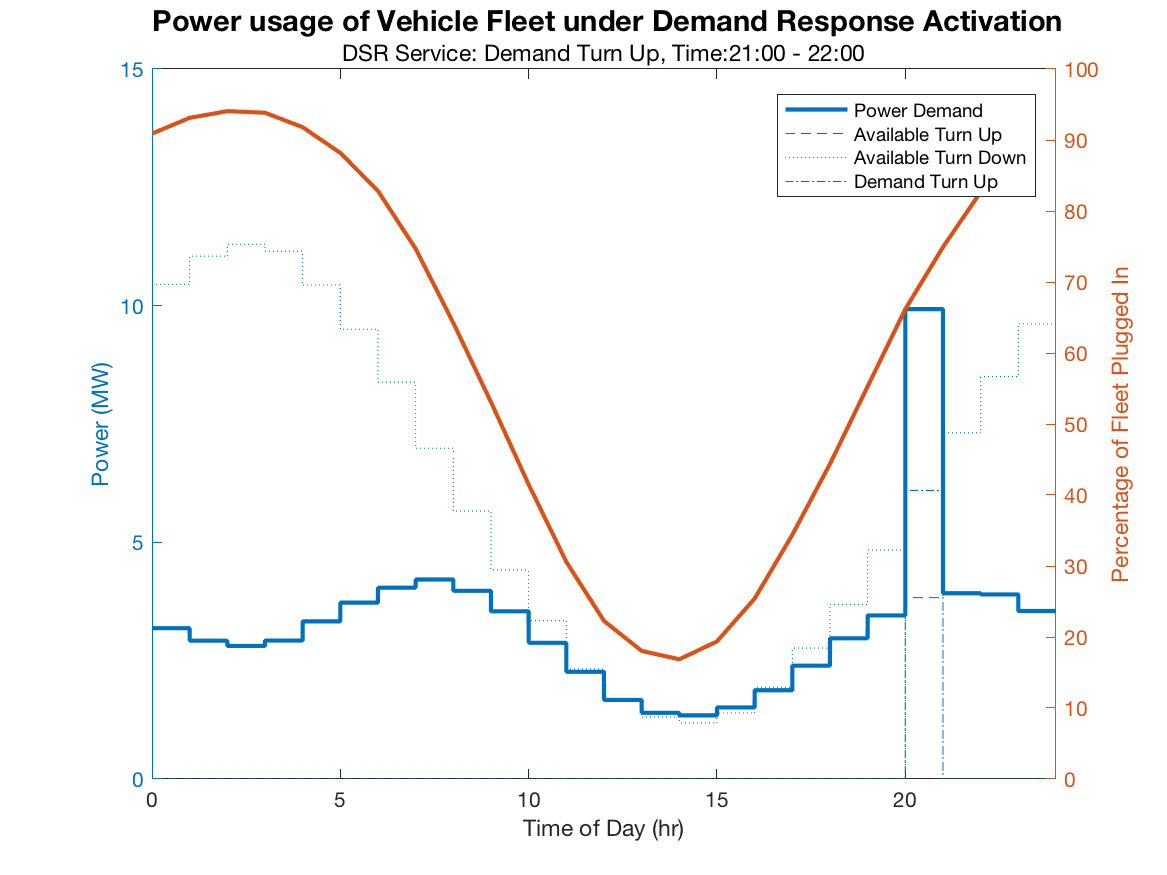 Power usage of Vehicle Fleet under Demand Response Activation
DSR Service: Demand Turn Up, Time:21:00 - 22:00
15
10
5
0
Power (MW)
Power Demand
Available Turn Up
Available Turn Down
Demand Turn Up
100
90
80
70
60
50
40
30
20
10
0
Percentage of Fleet Plugged In
0 5 10 15 20
Time of Day (hr)